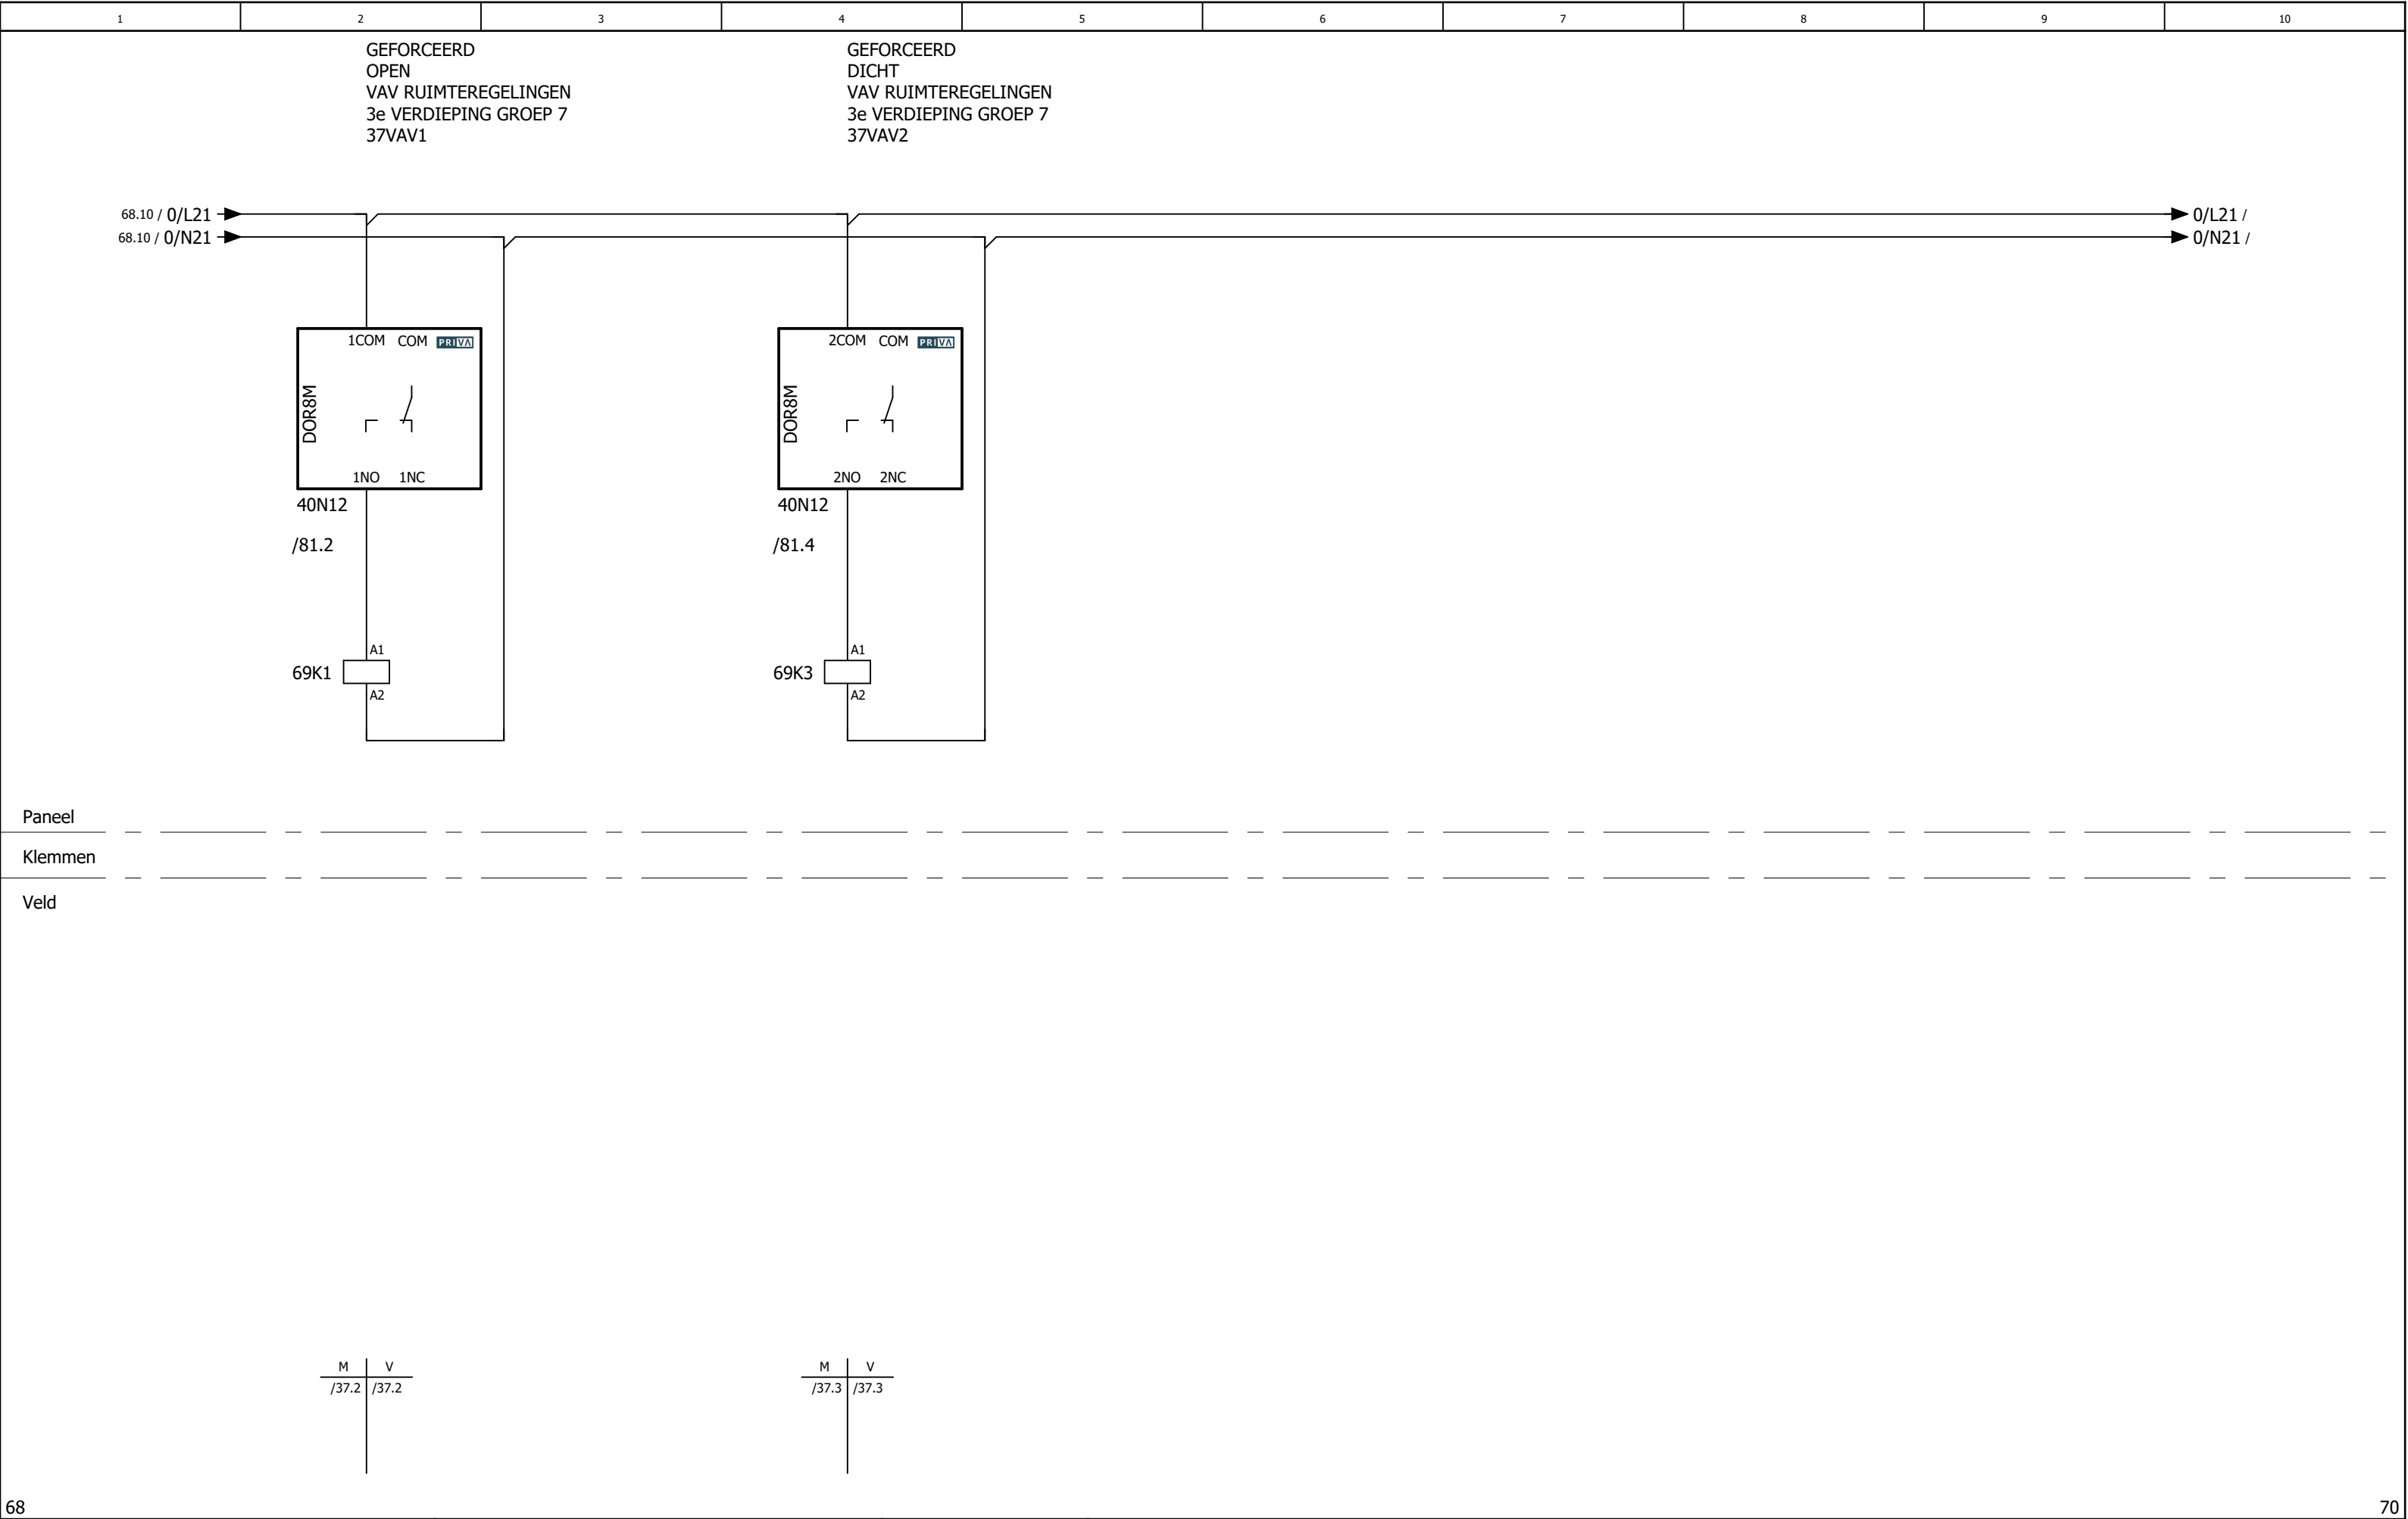 1 2 3 4 5 6 7 8 9 10
GEFORCEERD
OPEN
VAV RUIMTEREGELINGEN
3e VERDIEPING GROEP 7
37VAV1
GEFORCEERD
DICHT
VAV RUIMTEREGELINGEN
3e VERDIEPING GROEP 7
37VAV2
68.10 / 0/L21
0/L21 /
68.10 / 0/N21
0/N21 /
1COM COM PRIVA
DOR8M
1NO 1NC
40N12
/81.2
2COM COM PRIVA
DOR8M
2NO 2NC
40N12
/81.4
A1
69K1
A2
A1
69K3
A2
Paneel
Klemmen
Veld
M V
/37.2 /37.2
M V
/37.3 /37.3
68
70